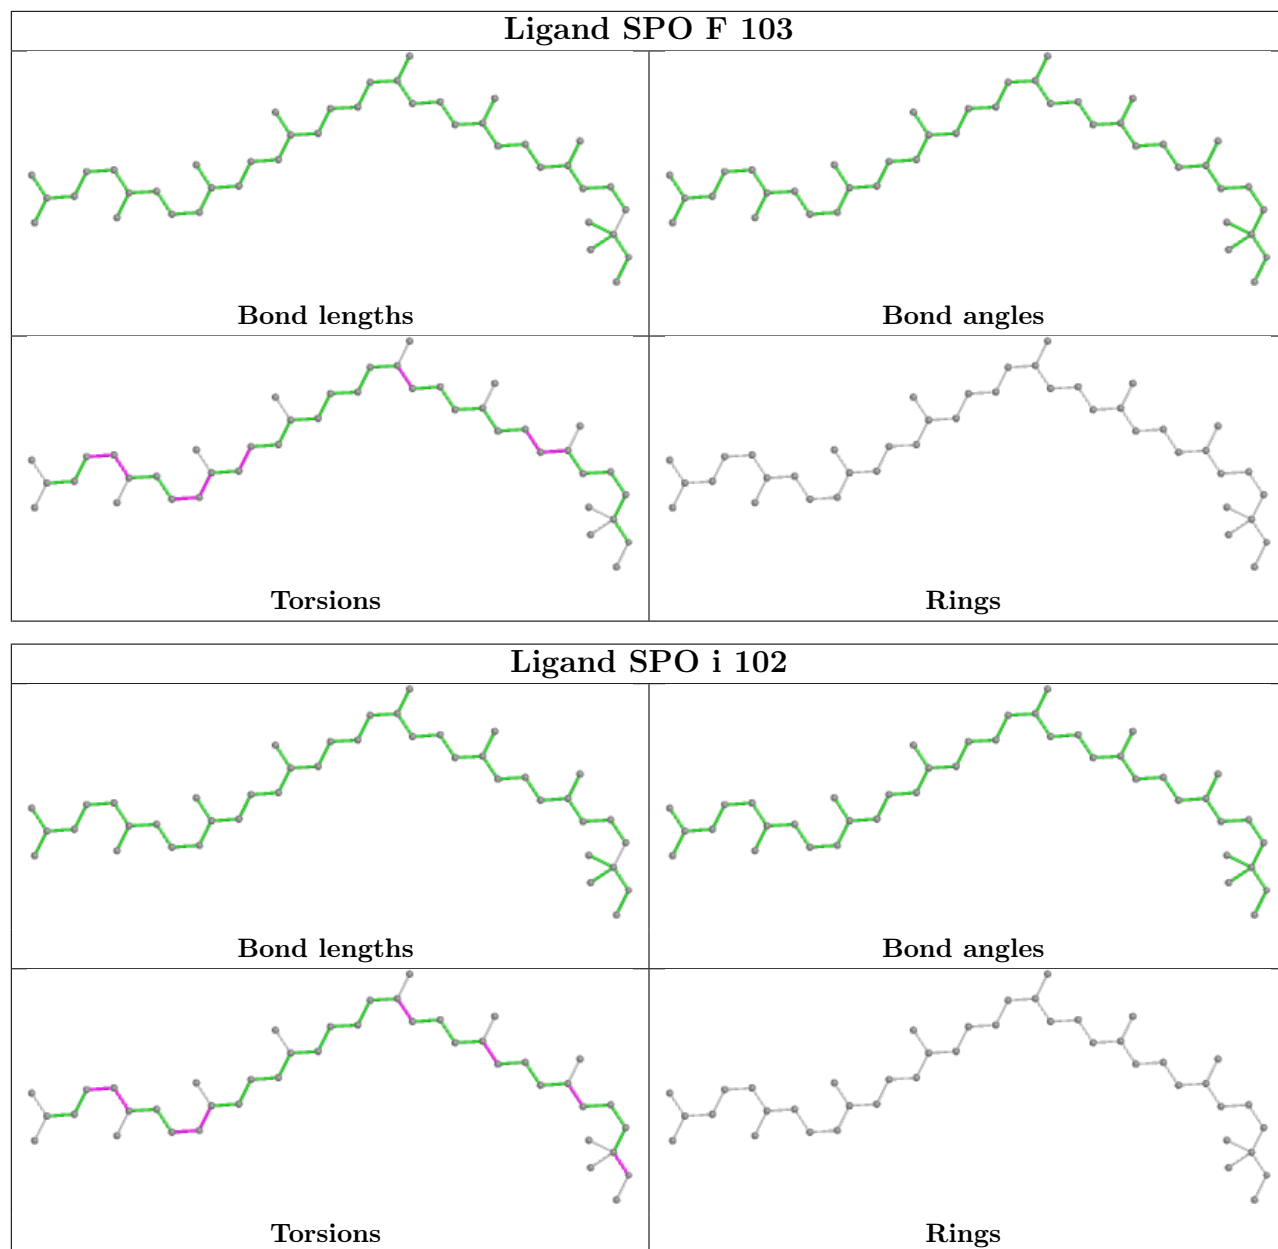 Ligand SPO F 103
Bond lengths
Bond angles
Torsions
Rings
Ligand SPO i 102
Bond lengths
Bond angles
Torsions
Rings